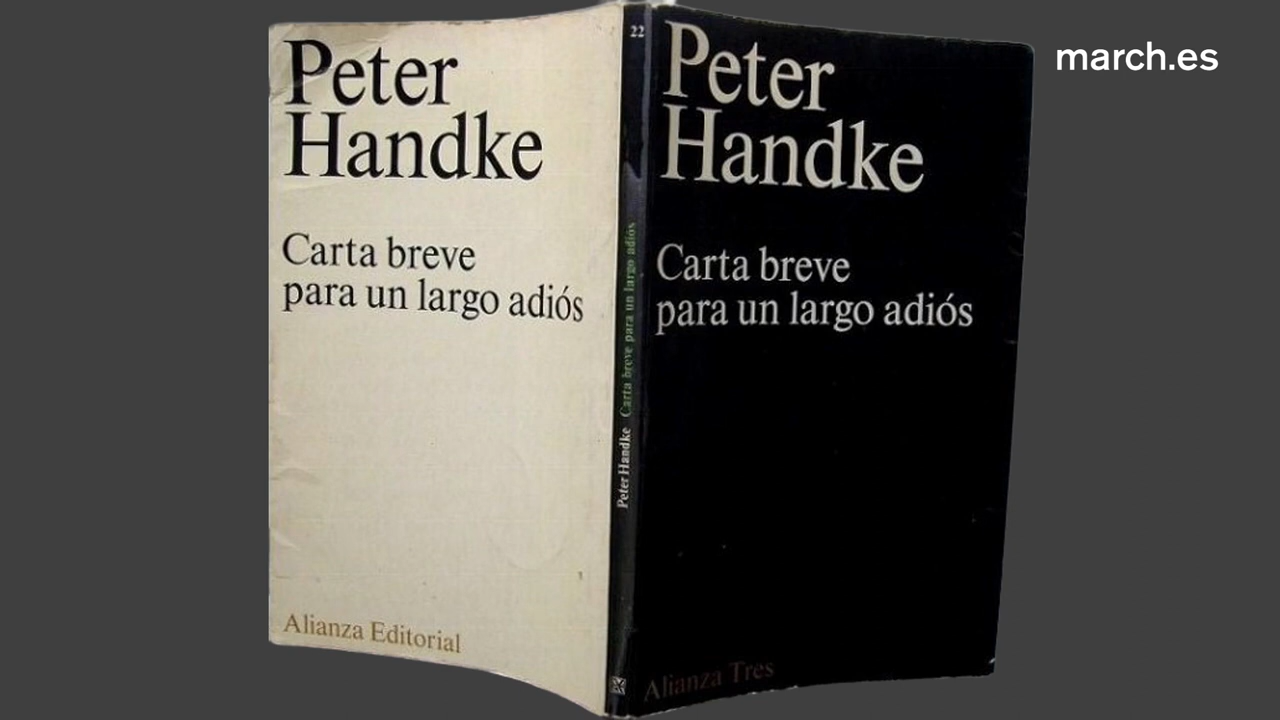 Peter
Handke
Carta breve
para un largo adiós
Alianza Editorial
22
Peter Handke Carta breve para un largo adiós
Peter
Handke
Carta breve
para un largo adiós
Alianza Tres
march.es